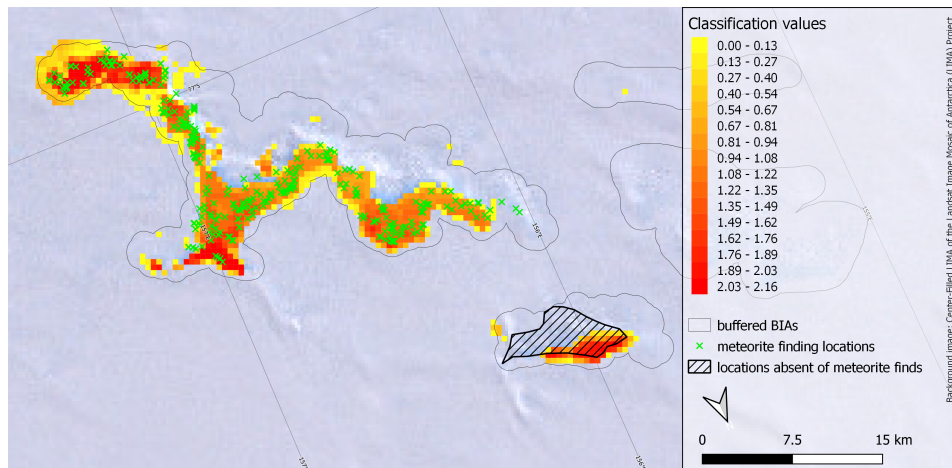 Classification values
0.00 - 0.13
0.13 - 0.27
0.27 - 0.40
0.40 - 0.54
0.54 - 0.67
0.67 - 0.81
0.81 - 0.94
0.94 - 1.08
1.08 - 1.22
1.22 - 1.35
1.35 - 1.49
1.49 - 1.62
1.62 - 1.76
1.76 - 1.89
1.89 - 2.03
2.03 - 2.16
buffered BIAs
meteorite finding locations
locations absent of meteorite finds
0 7.5 15 km
Background image: Center-Filled LIMA of the Landsat Image Mosaic of Antarctica (LIMA) Project
77°S
158°E
155°E